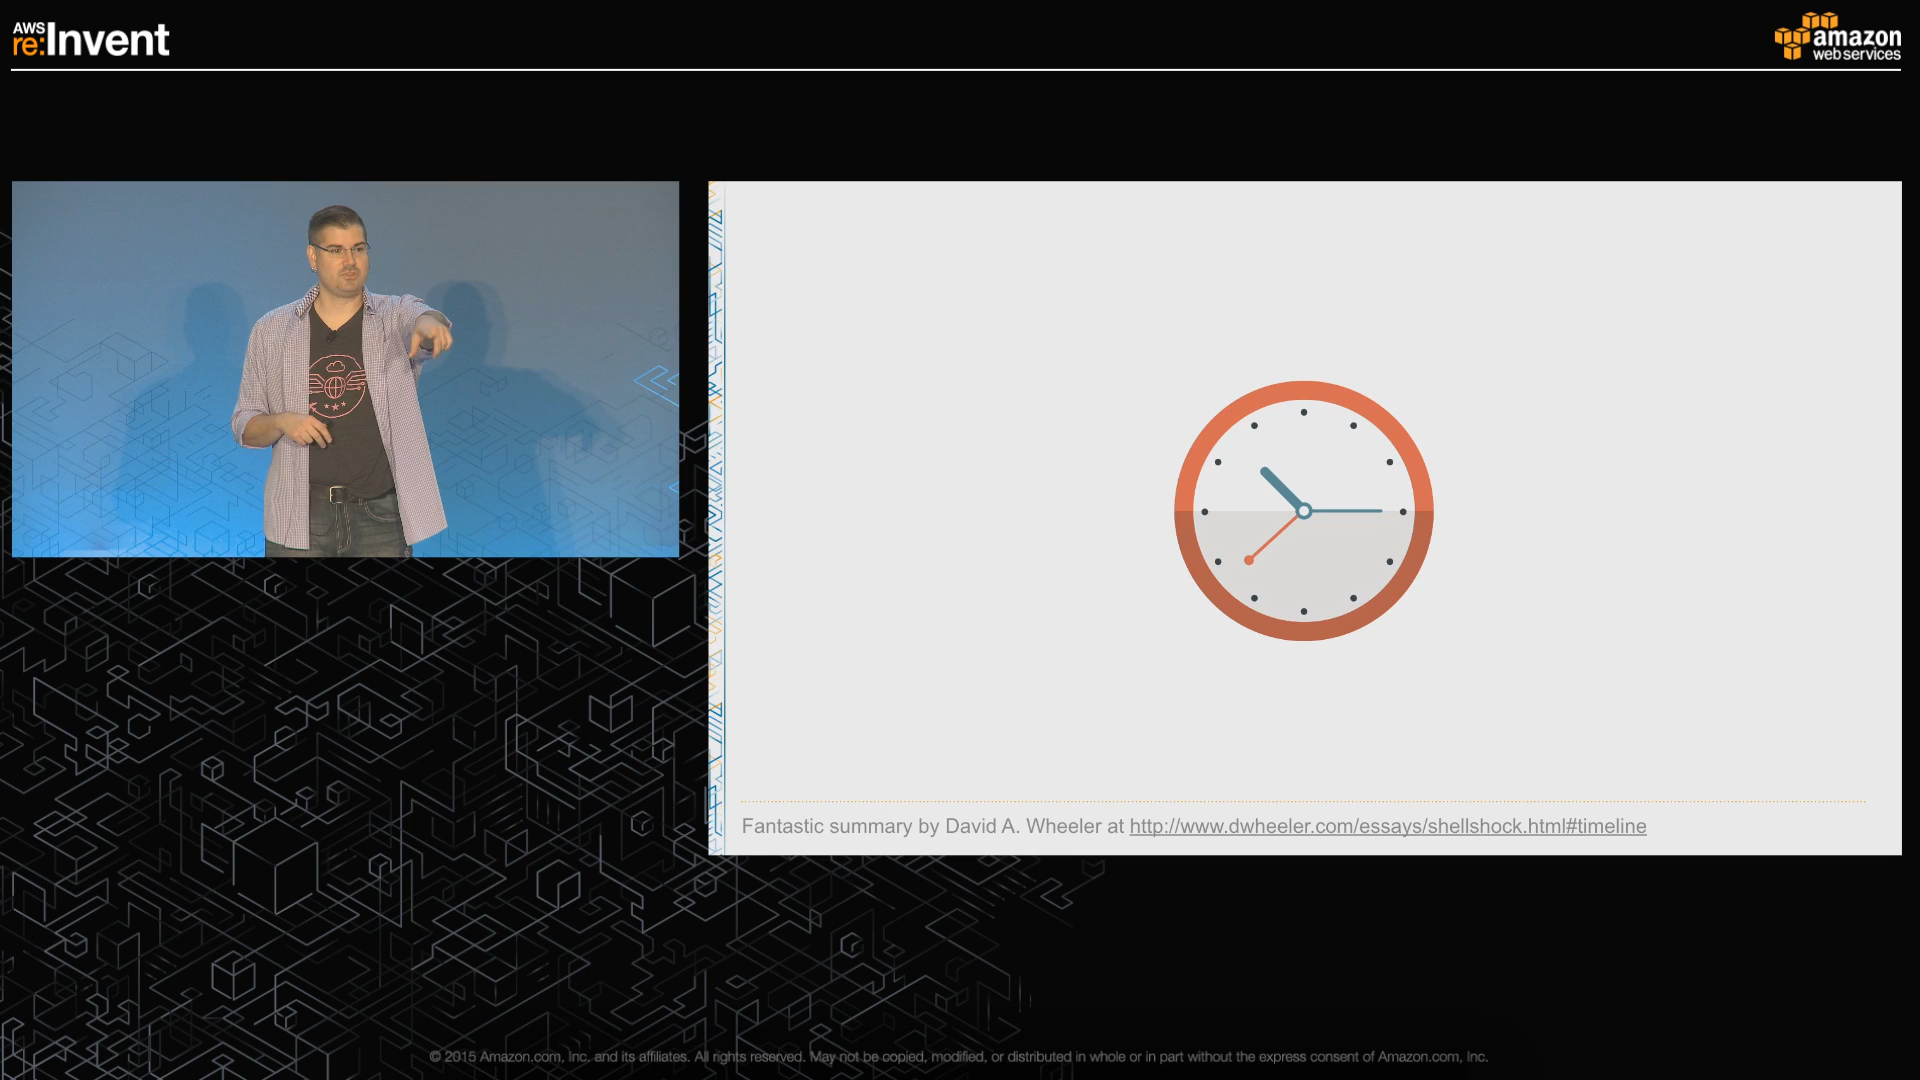 AWS
re:Invent
amazon
webservices
Fantastic summary by David A. Wheeler at http://www.dwheeler.com/essays/shellshock.html#timeline
© 2015 Amazon.com, Inc. and its affiliates. All rights reserved. May not be copied, modified, or distributed in whole or in part without the express consent of Amazon.com, Inc.